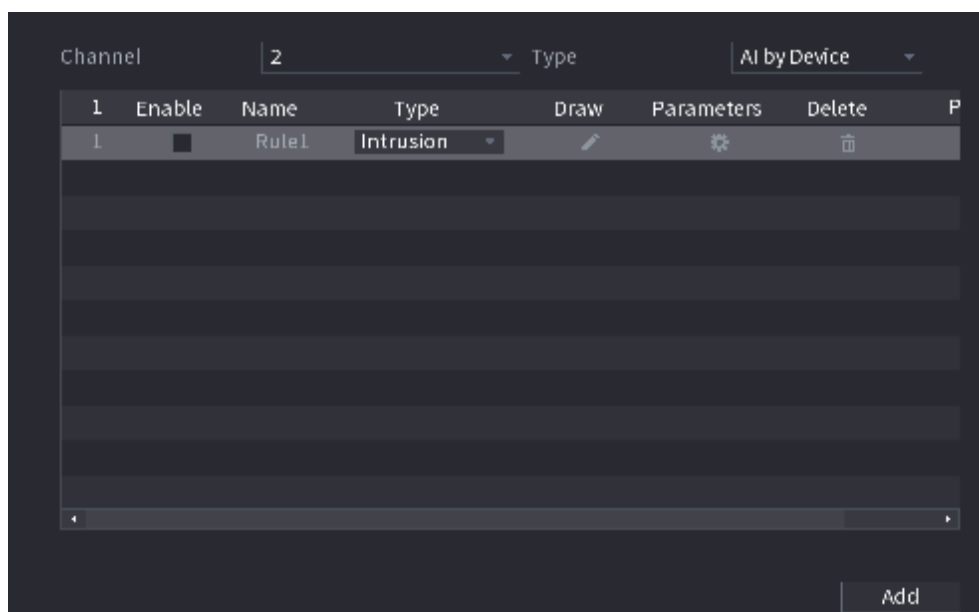 Channel 2 Type AI by Device
1 Enable Name Type Draw Parameters Delete P
1 Rule1 Intrusion
Add